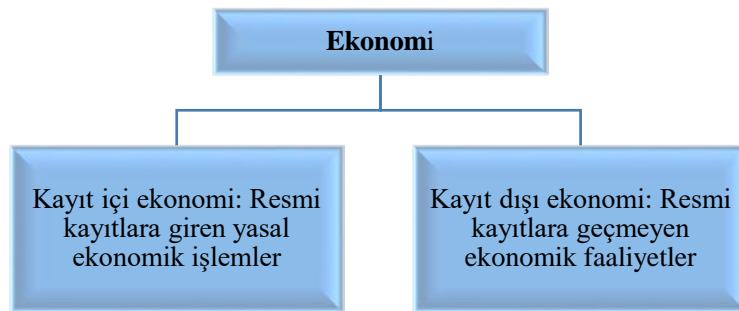 Ekonomi
Kayıt içi ekonomi: Resmi
kayıtlara giren yasal
ekonomik işlemler
Kayıt dışı ekonomi: Resmi
kayıtlara geçmeyen
ekonomik faaliyetler